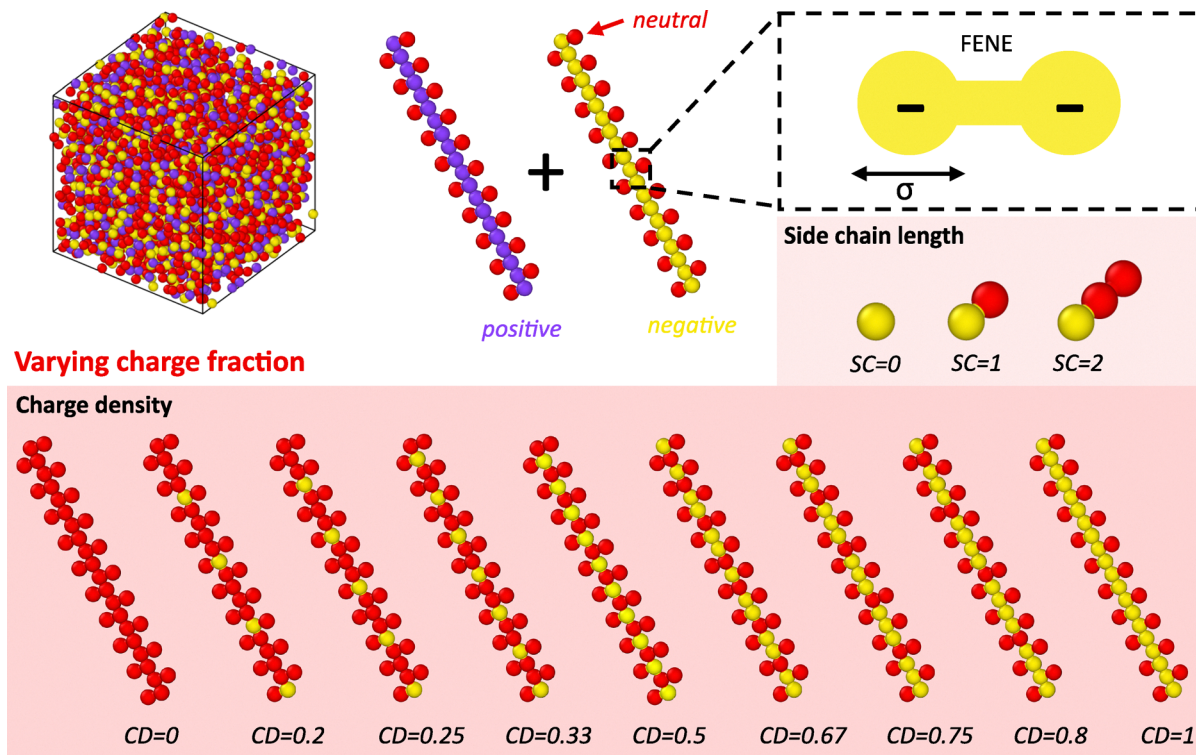 neutral
FENE
σ
+
positive
negative
Side chain length
SC=0 SC=1 SC=2
Varying charge fraction
Charge density
CD=0 CD=0.2 CD=0.25 CD=0.33 CD=0.5 CD=0.67 CD=0.75 CD=0.8 CD=1